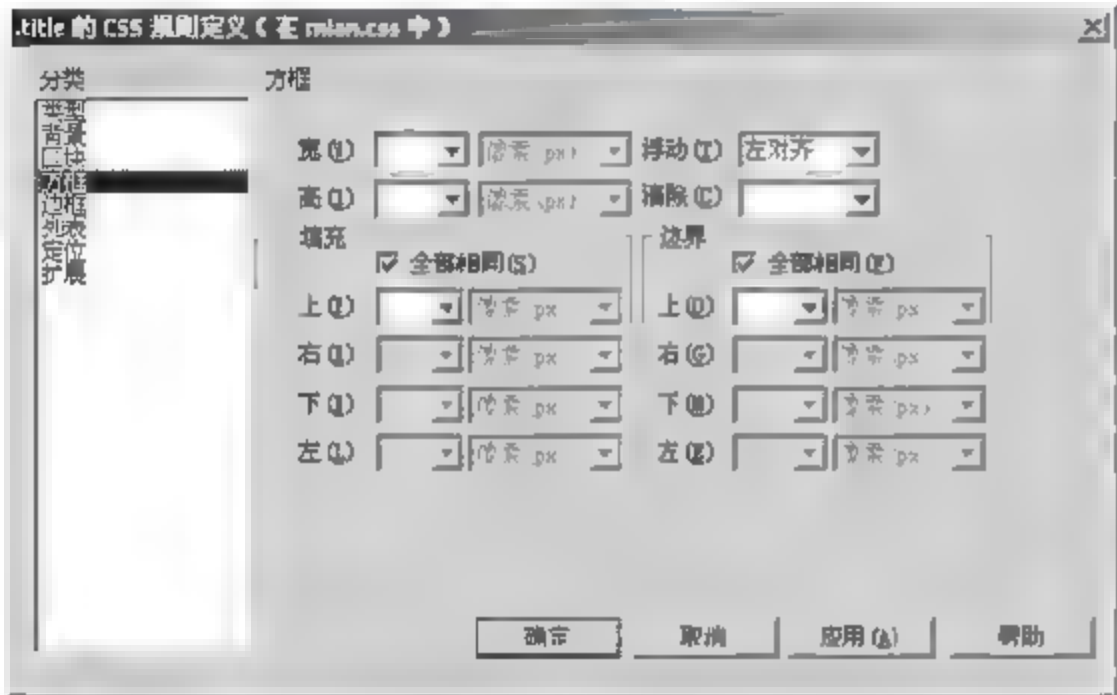 .title 的 CSS 规则定义（在 mian.css 中）
分类
类型
背景
区块
方框
边框
列表
定位
扩展
方框
宽(W) 像素(px) 浮动(T) 左对齐
高(I) 像素(px) 清除(C)
填充
全部相同(S)
上(P) 像素 px
右(R) 像素 px
下(B) 像素 px
左(L) 像素 px
边界
全部相同(F)
上(O) 像素 px
右(G) 像素 px
下(M) 像素 px)
左(E) 像素 px
确定 取消 应用(A) 帮助